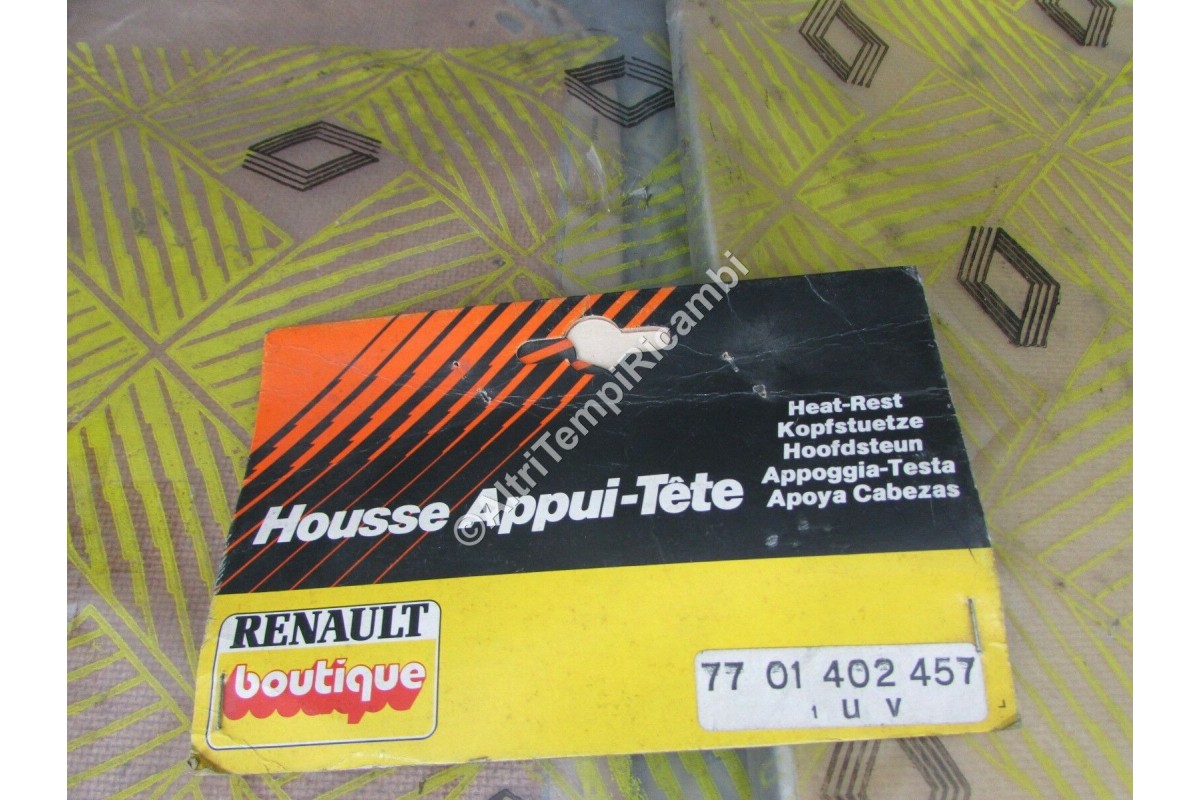 Heat-Rest
Kopfstuetze
Hoofdsteun
Appoggia-Testa
Apoya Cabezas
Housse Appui-Tête
RENAULT
boutique
77 01 402 457
1 U V
©AltriTempiRicambi